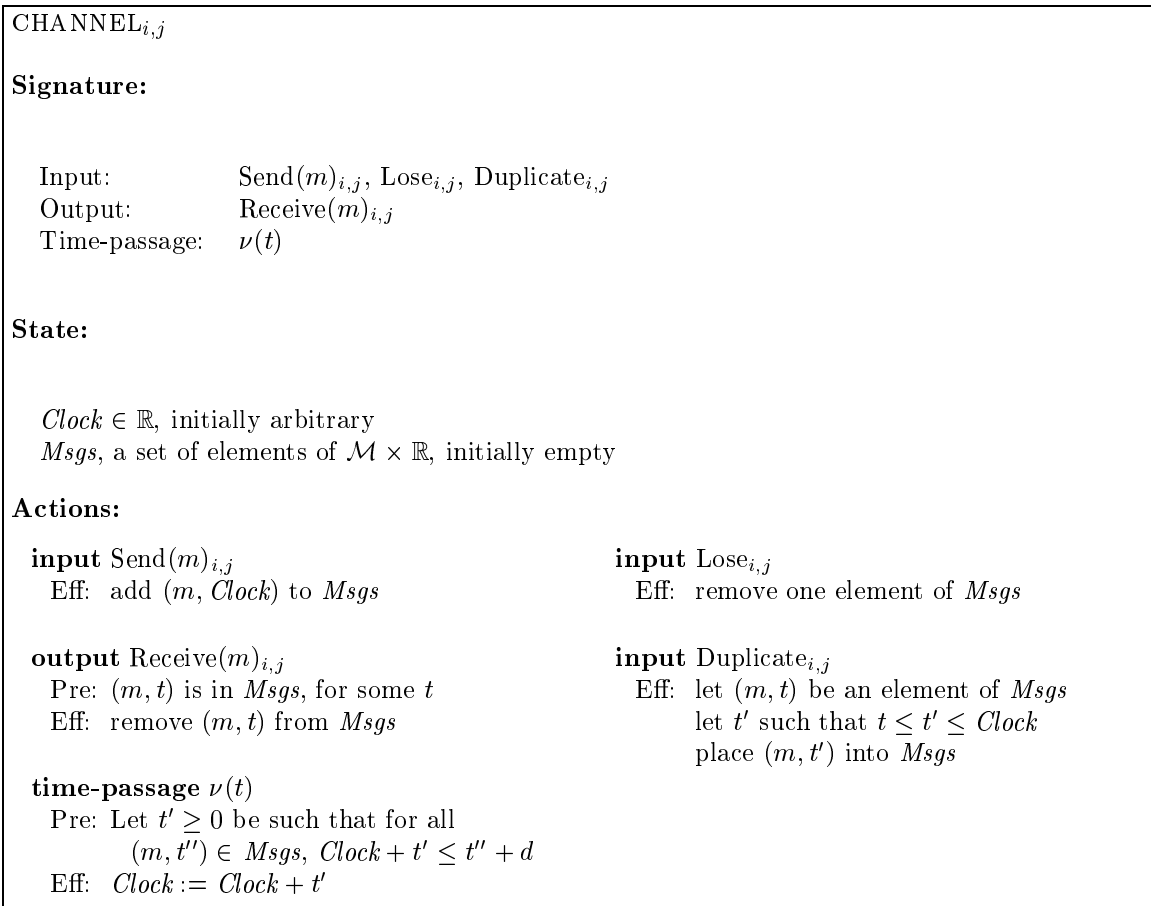 CHANNEL_{i,j}
Signature:
Input: Send(m)_{i,j}, Lose_{i,j}, Duplicate_{i,j}
Output: Receive(m)_{i,j}
Time-passage: ν(t)
State:
Clock ∈ ℝ, initially arbitrary
Msgs, a set of elements of ℳ × ℝ, initially empty
Actions:
input Send(m)_{i,j}
Eff: add (m, Clock) to Msgs
output Receive(m)_{i,j}
Pre: (m, t) is in Msgs, for some t
Eff: remove (m, t) from Msgs
time-passage ν(t)
Pre: Let t′ ≥ 0 be such that for all
(m, t″) ∈ Msgs, Clock + t′ ≤ t″ + d
Eff: Clock := Clock + t′
input Lose_{i,j}
Eff: remove one element of Msgs
input Duplicate_{i,j}
Eff: let (m, t) be an element of Msgs
let t′ such that t ≤ t′ ≤ Clock
place (m, t′) into Msgs